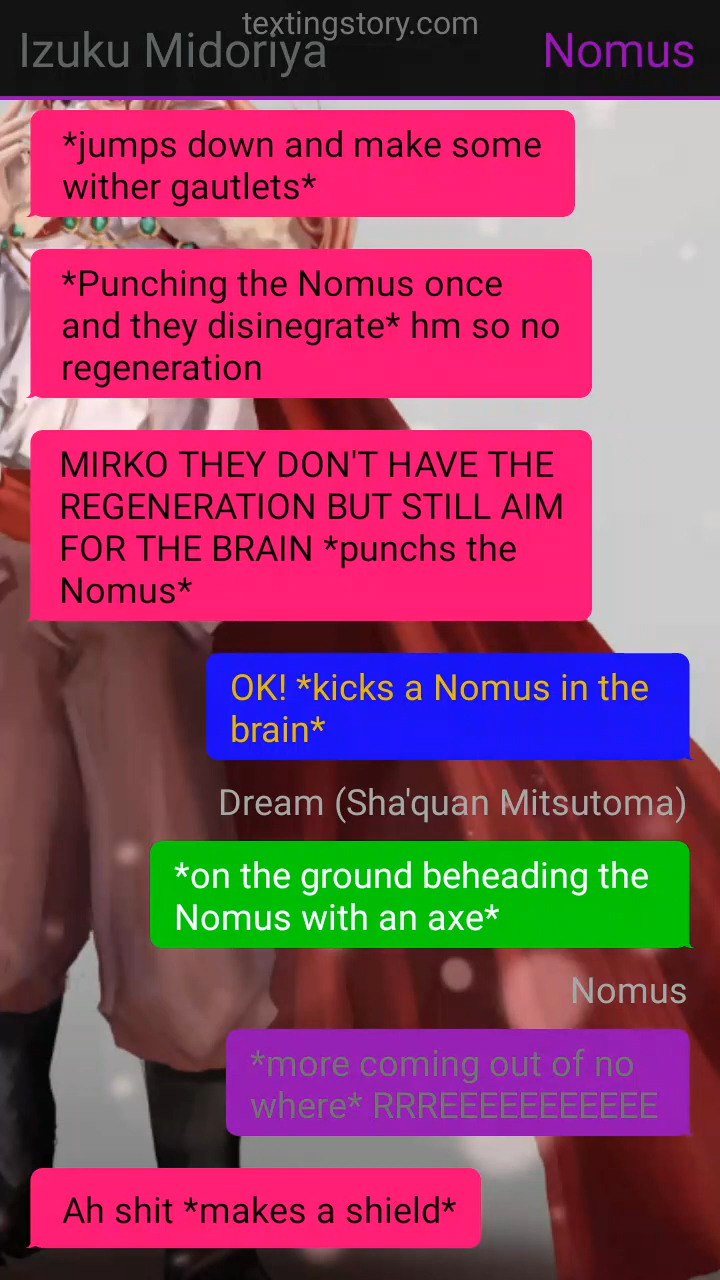 textingstory.com
Izuku Midoriya
Nomus
*jumps down and make some
wither gautlets*
*Punching the Nomus once
and they disinegrate* hm so no
regeneration
MIRKO THEY DON'T HAVE THE
REGENERATION BUT STILL AIM
FOR THE BRAIN *punchs the
Nomus*
OK! *kicks a Nomus in the
brain*
Dream (Sha'quan Mitsutoma)
*on the ground beheading the
Nomus with an axe*
Nomus
*more coming out of no
where* RRREEEEEEEEEEE
Ah shit *makes a shield*